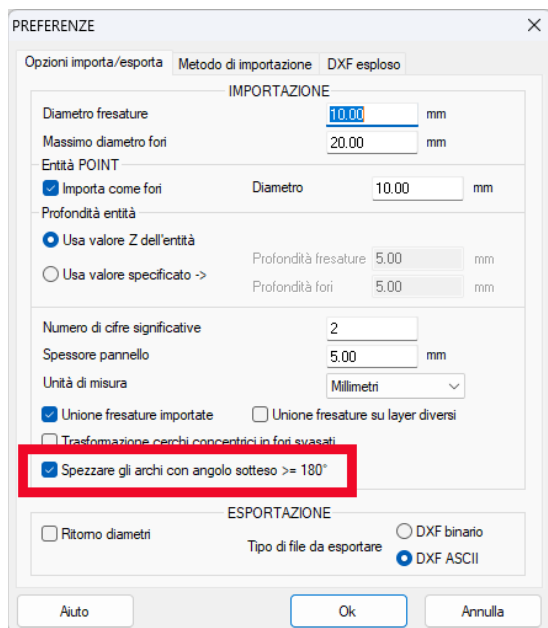 PREFERENZE
Opzioni importa/esporta Metodo di importazione DXF esploso
IMPORTAZIONE
Diametro fresature 10.00 mm
Massimo diametro fori 20.00 mm
Entità POINT
Importa come fori Diametro 10.00 mm
Profondità entità
Usa valore Z dell'entità
Profondità fresature 5.00 mm
Usa valore specificato ->
Profondità fori 5.00 mm
Numero di cifre significative 2
Spessore pannello 5.00 mm
Unità di misura Millimetri
Unione fresature importate Unione fresature su layer diversi
Trasformazione cerchi concentrici in fori svasati
Spezzare gli archi con angolo sotteso >= 180°
ESPORTAZIONE
Ritorno diametri Tipo di file da esportare DXF binario
DXF ASCII
Aiuto Ok Annulla